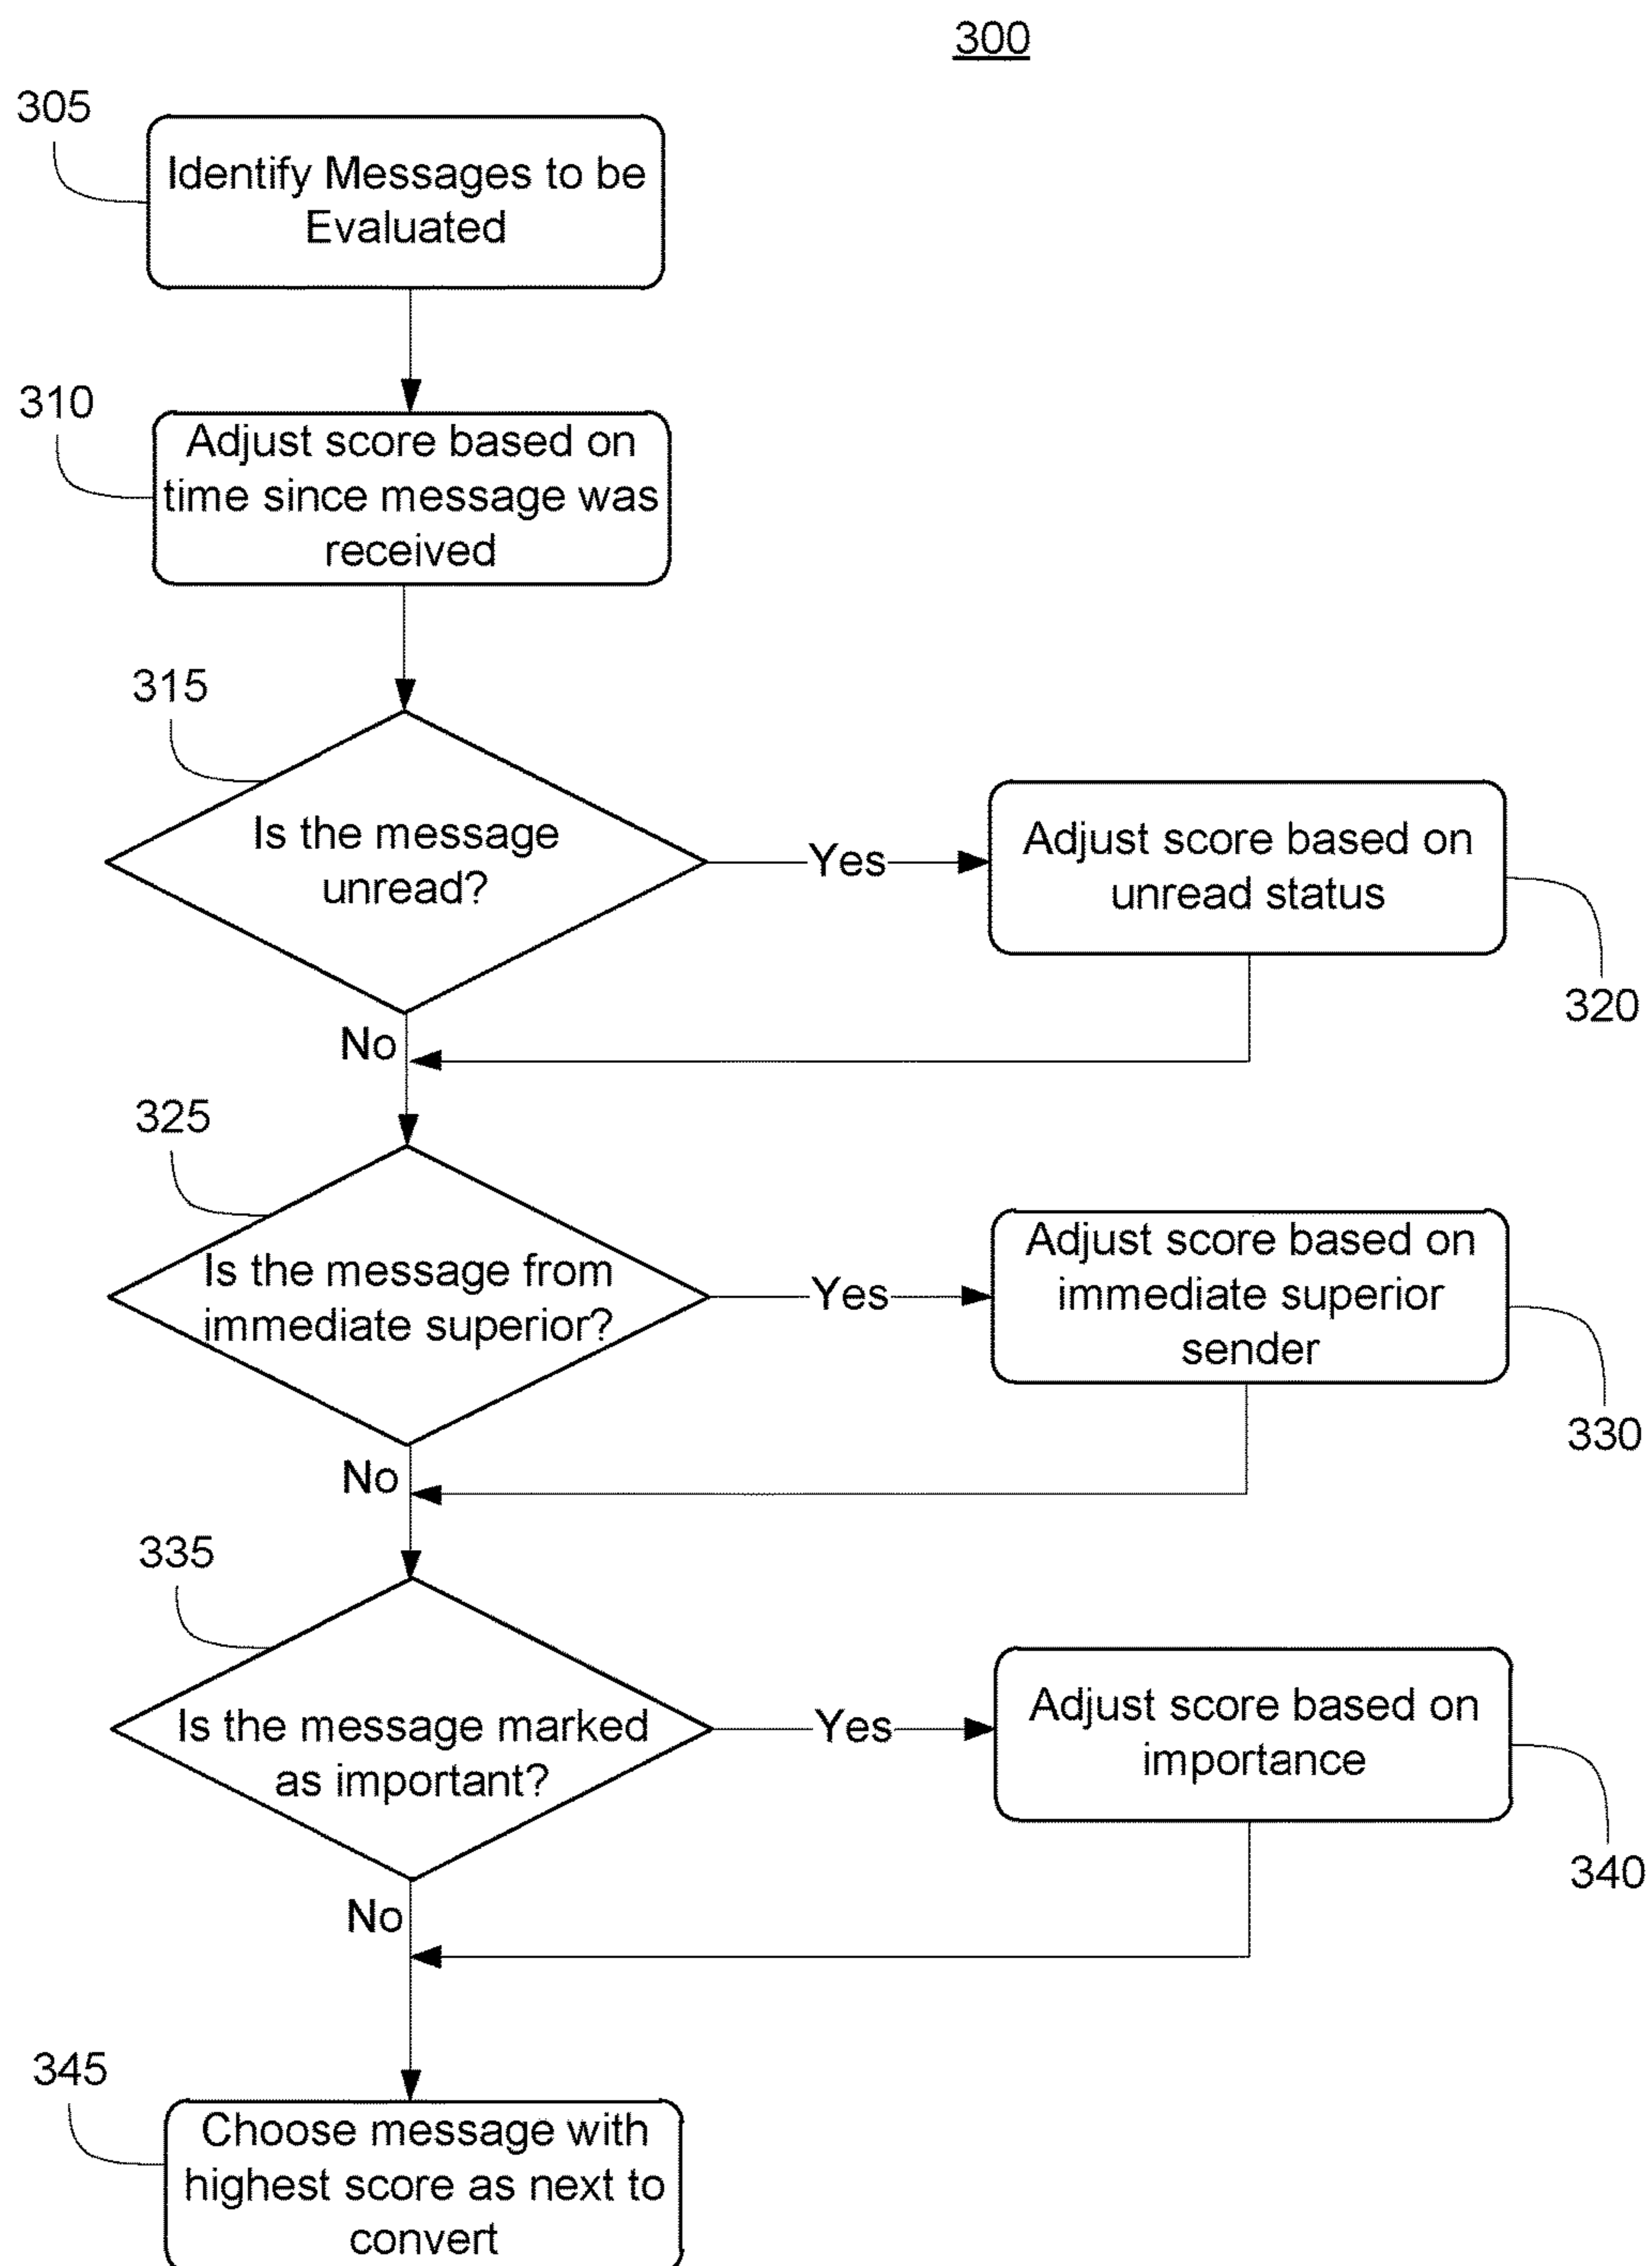 300
305
Identify Messages to be
Evaluated
310
Adjust score based on
time since message was
received
315
Is the message
unread?
Yes
Adjust score based on
unread status
320
No
325
Is the message from
immediate superior?
Yes
Adjust score based on
immediate superior
sender
330
No
335
Is the message marked
as important?
Yes
Adjust score based on
importance
340
No
345
Choose message with
highest score as next to
convert